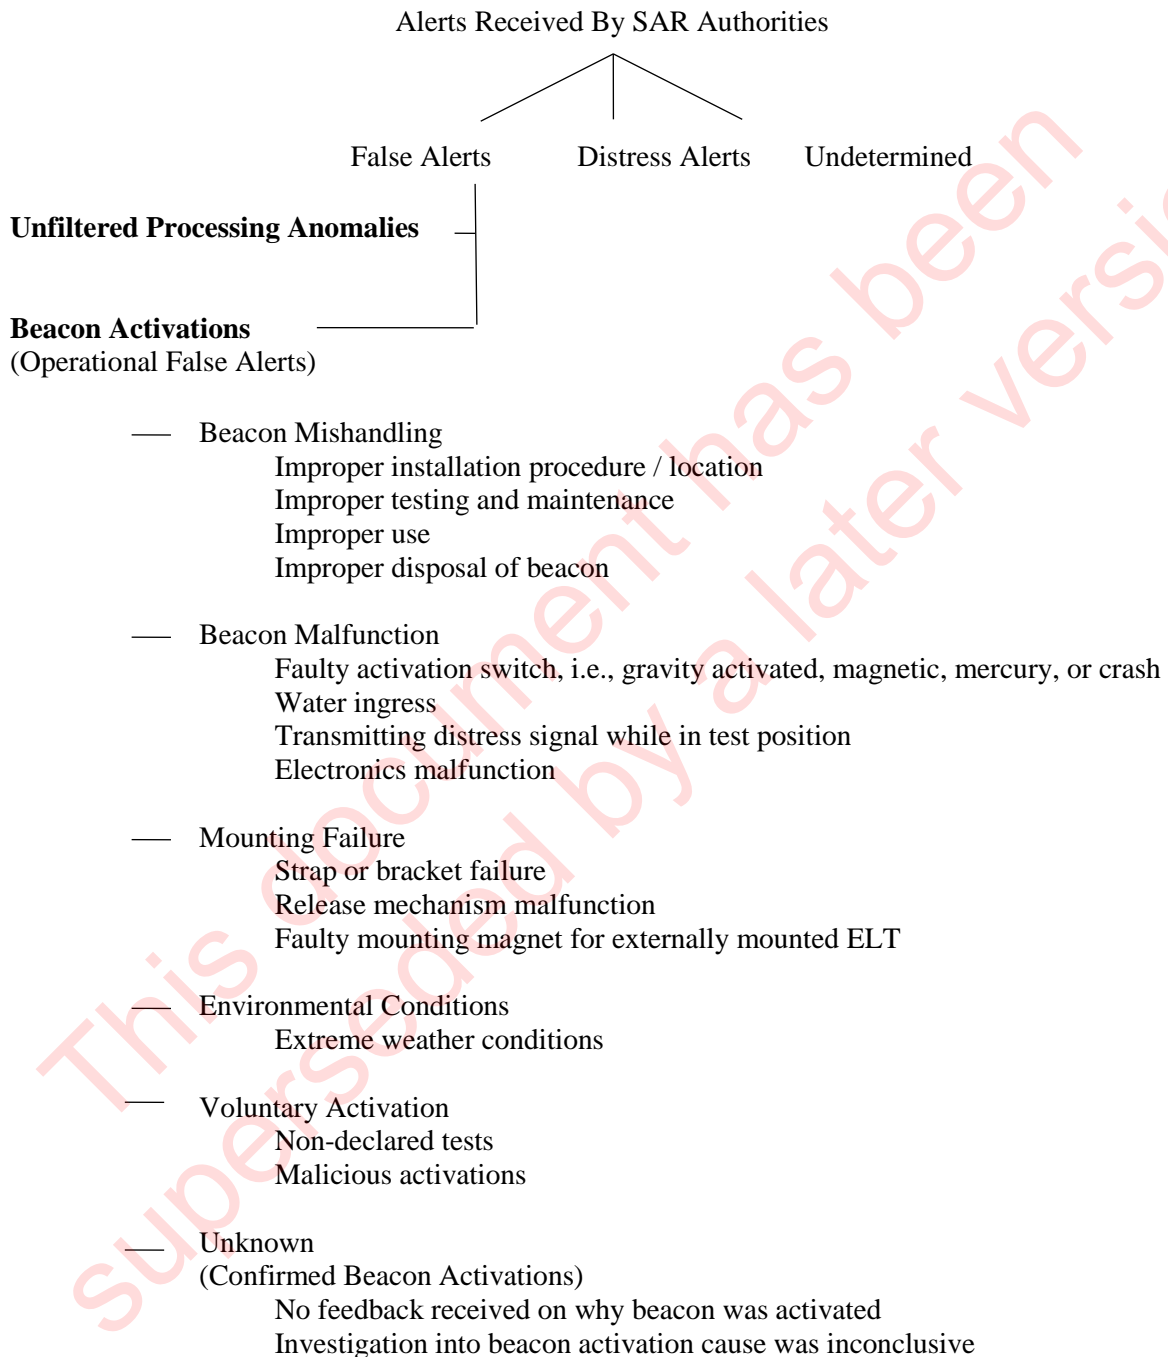 Alerts Received By SAR Authorities
False Alerts Distress Alerts Undetermined
Unfiltered Processing Anomalies
Beacon Activations
(Operational False Alerts)
Beacon Mishandling
Improper installation procedure / location
Improper testing and maintenance
Improper use
Improper disposal of beacon
Beacon Malfunction
Faulty activation switch, i.e., gravity activated, magnetic, mercury, or crash
Water ingress
Transmitting distress signal while in test position
Electronics malfunction
Mounting Failure
Strap or bracket failure
Release mechanism malfunction
Faulty mounting magnet for externally mounted ELT
Environmental Conditions
Extreme weather conditions
Voluntary Activation
Non-declared tests
Malicious activations
Unknown
(Confirmed Beacon Activations)
No feedback received on why beacon was activated
Investigation into beacon activation cause was inconclusive
This document has been
superseded by a later versi